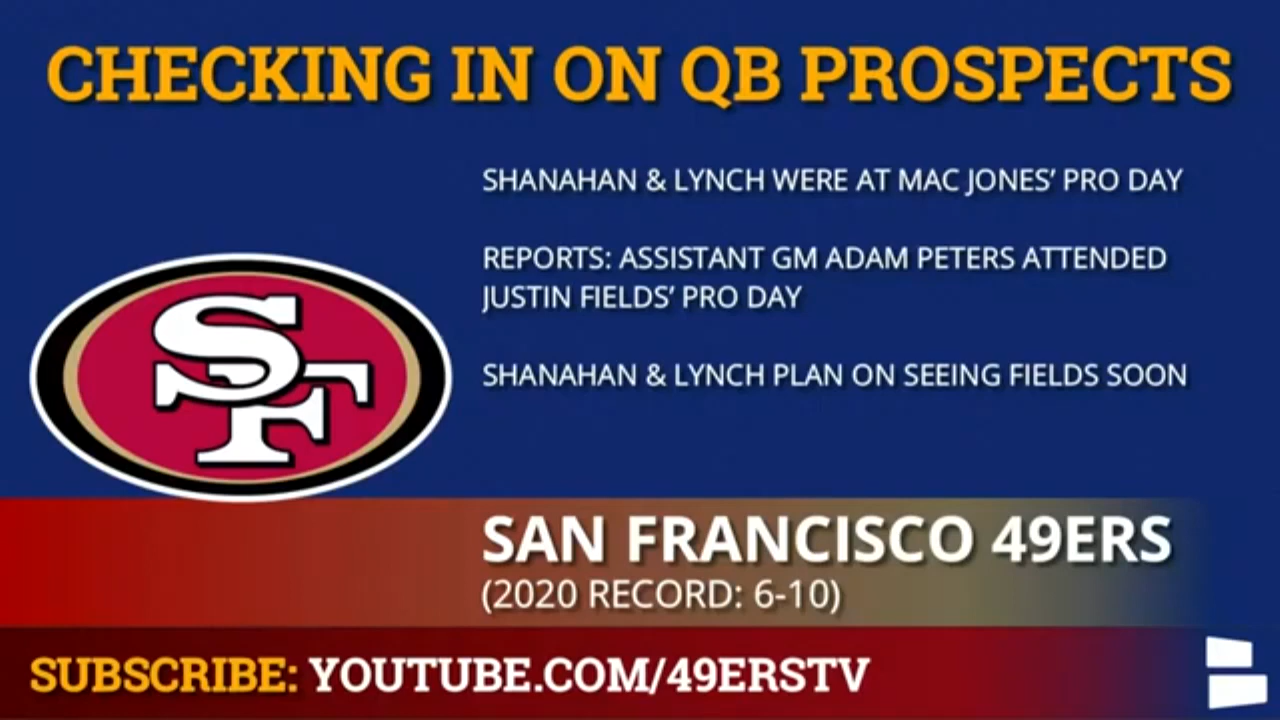 CHECKING IN ON QB PROSPECTS
SHANAHAN & LYNCH WERE AT MAC JONES’ PRO DAY
REPORTS: ASSISTANT GM ADAM PETERS ATTENDED
JUSTIN FIELDS’ PRO DAY
SHANAHAN & LYNCH PLAN ON SEEING FIELDS SOON
SF
SAN FRANCISCO 49ERS
(2020 RECORD: 6-10)
SUBSCRIBE: YOUTUBE.COM/49ERSTV